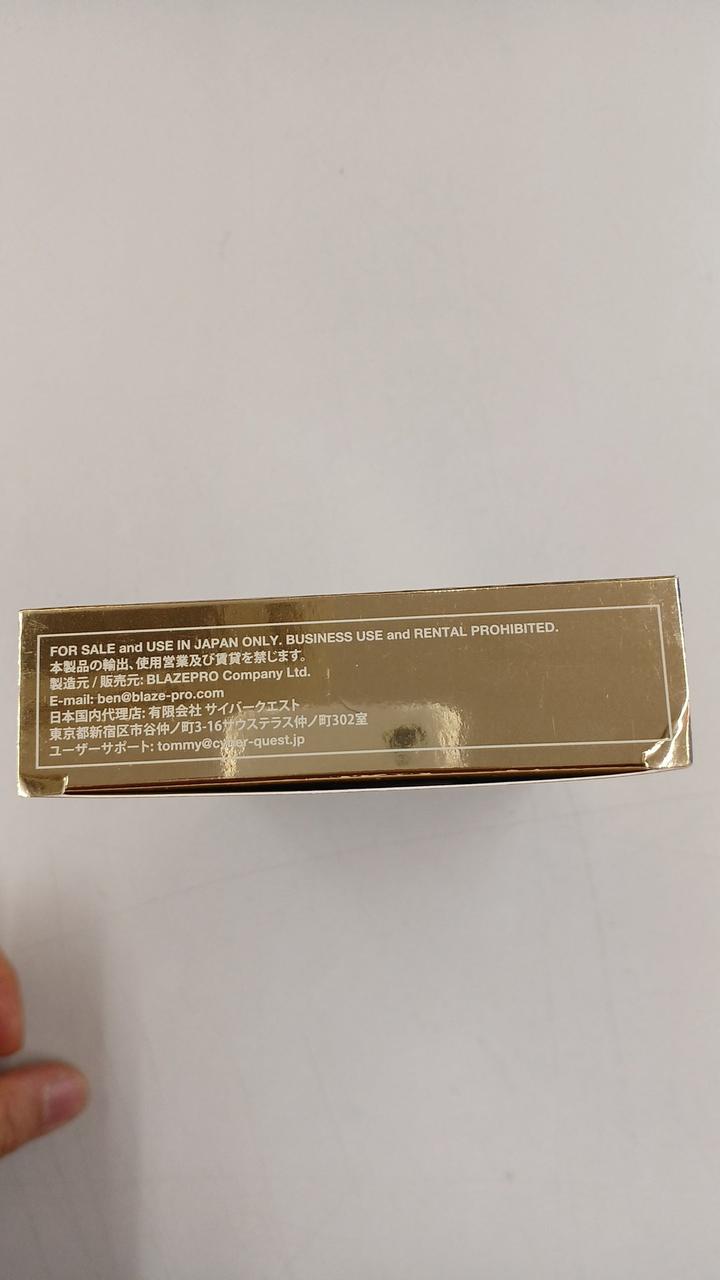 FOR SALE and USE IN JAPAN ONLY. BUSINESS USE and RENTAL PROHIBITED.
本製品の輸出、使用営業及び賃貸を禁じます。
製造元 / 販売元: BLAZEPRO Company Ltd.
E-mail: ben@blaze-pro.com
日本国内代理店: 有限会社 サイバークエスト
東京都新宿区市谷仲ノ町3-16サウステラス仲ノ町302室
ユーザーサポート: tommy@cyber-quest.jp